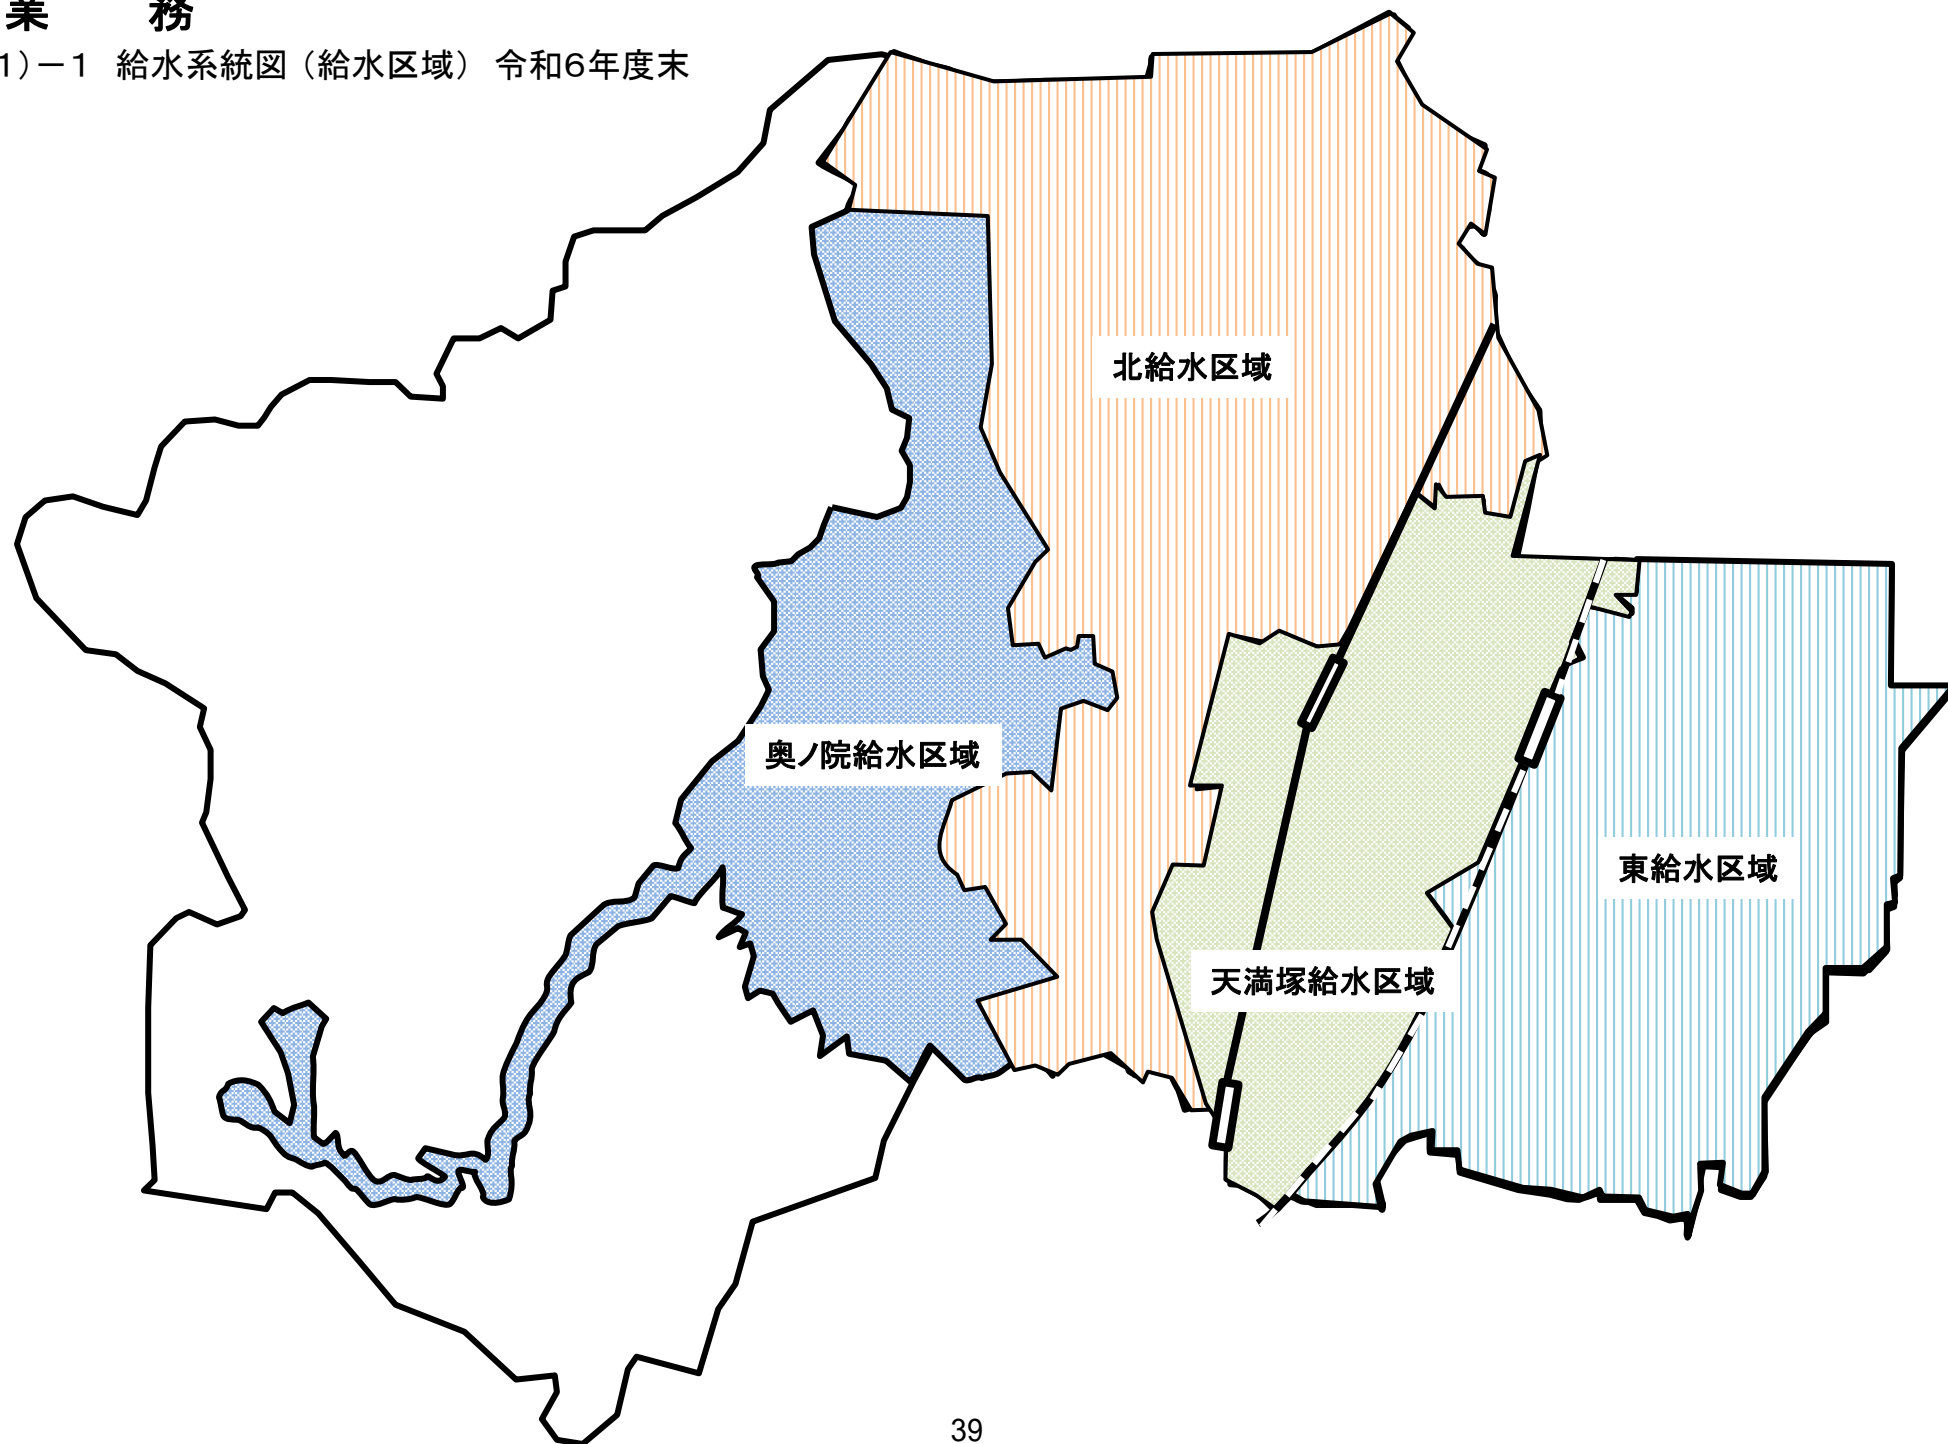 業　務
1)－1　給水系統図（給水区域）　令和6年度末
北給水区域
奥ノ院給水区域
東給水区域
天満塚給水区域
39